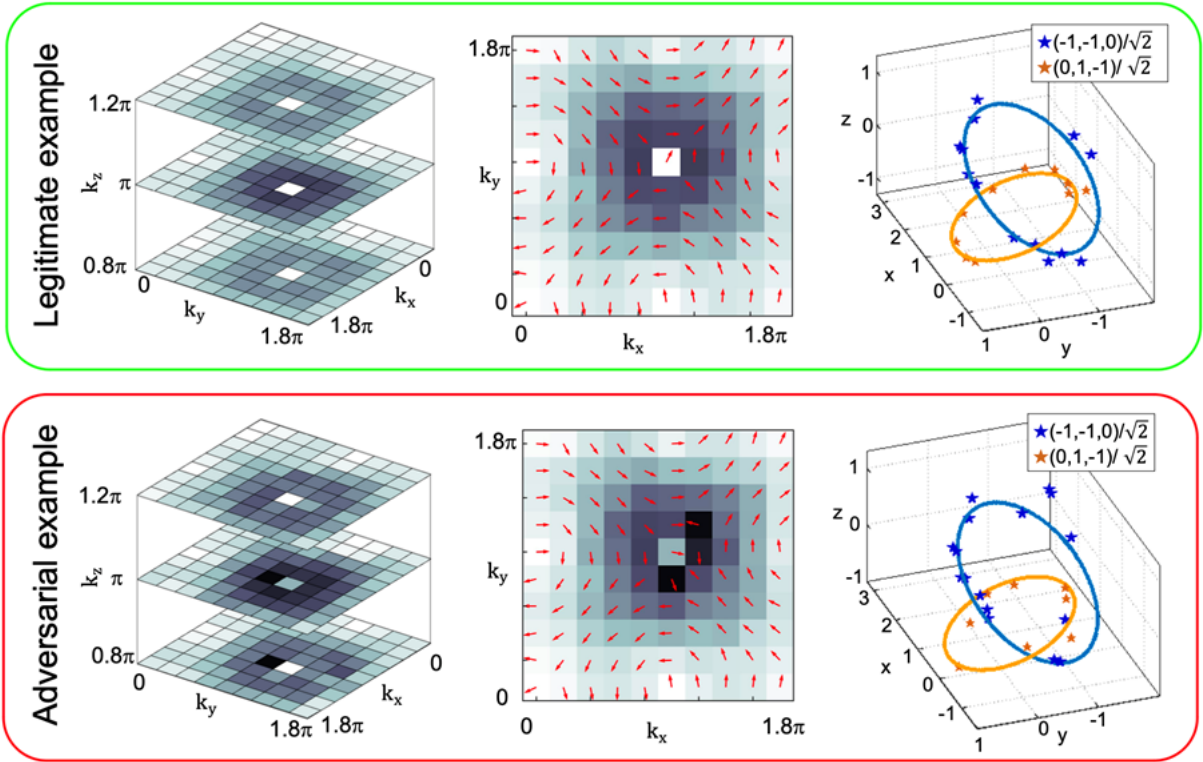 Legitimate example
1.2π
π
0.8π
k_z
0
k_y
1.8π
0
k_x
1.8π
1.8π
k_y
0
0
k_x
1.8π
★(-1,-1,0)/√2
★(0,1,-1)/ √2
1
z 0
-1
3
2
1
0
-1
x
1
0
-1
y
Adversarial example
1.2π
π
0.8π
k_z
0
k_y
1.8π
0
k_x
1.8π
1.8π
k_y
0
0
k_x
1.8π
★(-1,-1,0)/√2
★(0,1,-1)/ √2
1
z 0
-1
3
2
1
0
-1
x
1
0
-1
y